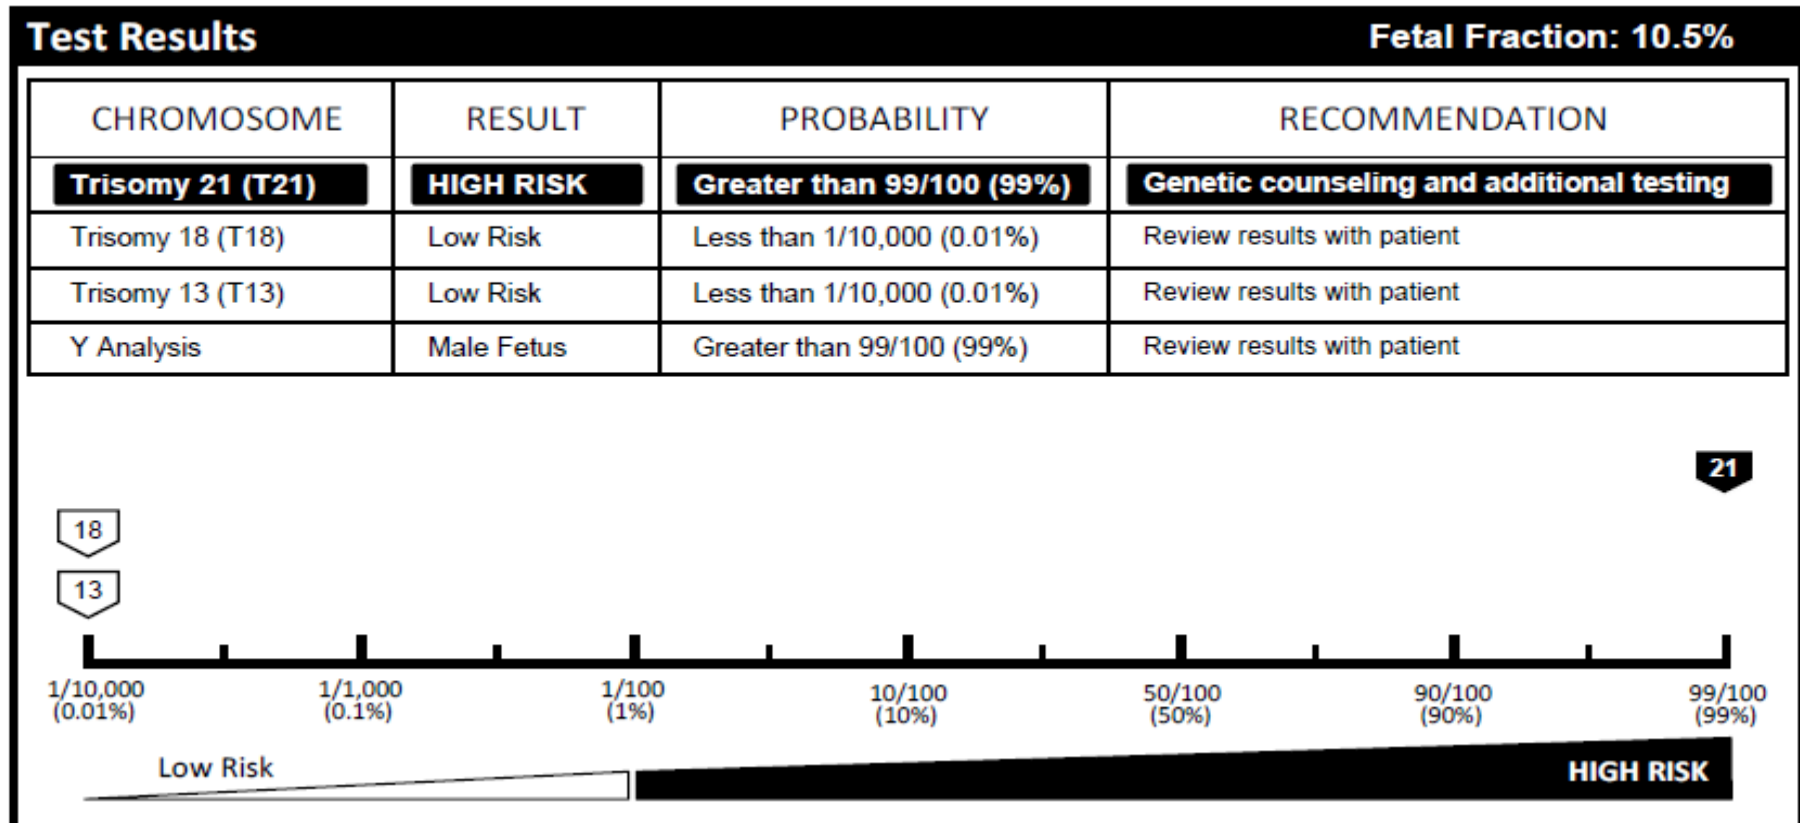 Test Results Fetal Fraction: 10.5%
CHROMOSOME RESULT PROBABILITY RECOMMENDATION
Trisomy 21 (T21) HIGH RISK Greater than 99/100 (99%) Genetic counseling and additional testing
Trisomy 18 (T18) Low Risk Less than 1/10,000 (0.01%) Review results with patient
Trisomy 13 (T13) Low Risk Less than 1/10,000 (0.01%) Review results with patient
Y Analysis Male Fetus Greater than 99/100 (99%) Review results with patient
21
18
13
1/10,000 1/1,000 1/100 10/100 50/100 90/100 99/100
(0.01%) (0.1%) (1%) (10%) (50%) (90%) (99%)
Low Risk HIGH RISK